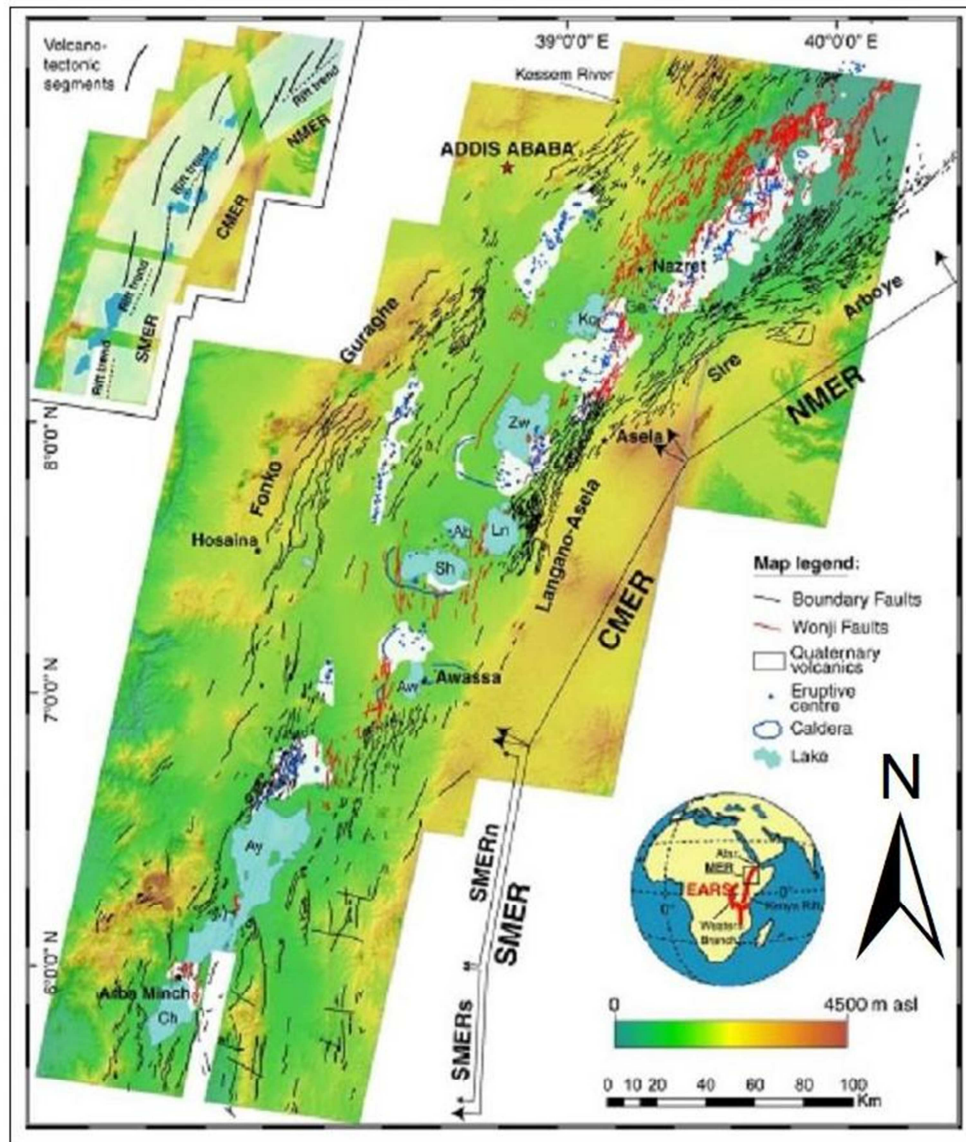 Volcano-
tectonic
segments
Rift trend
NMER
Rift trend
CMER
Rift trend
SMER
Rift trend
39°0'0 E
40°0'0 E
Kessem River
ADDIS ABABA
Nazret
Ko
Ge
Arboye
Sire
NMER
Guraghe
8°0'0 N
Zw
Asela
Fonko
Hosaina
Ab
Ln
Sh
Langano-Asela
CMER
Map legend:
Boundary Faults
Wonji Faults
Quaternary
volcanics
Eruptive
centre
Caldera
Lake
7°0'0 N
Aw
Awassa
N
SMERn
SMER
SMERs
Afar
MER
EARS
0°
0°
Kenya Rift
Western
Branch
6°0'0 N
Arba Minch
Ch
0
4500 m asl
0 10 20 40 60 80 100
Km